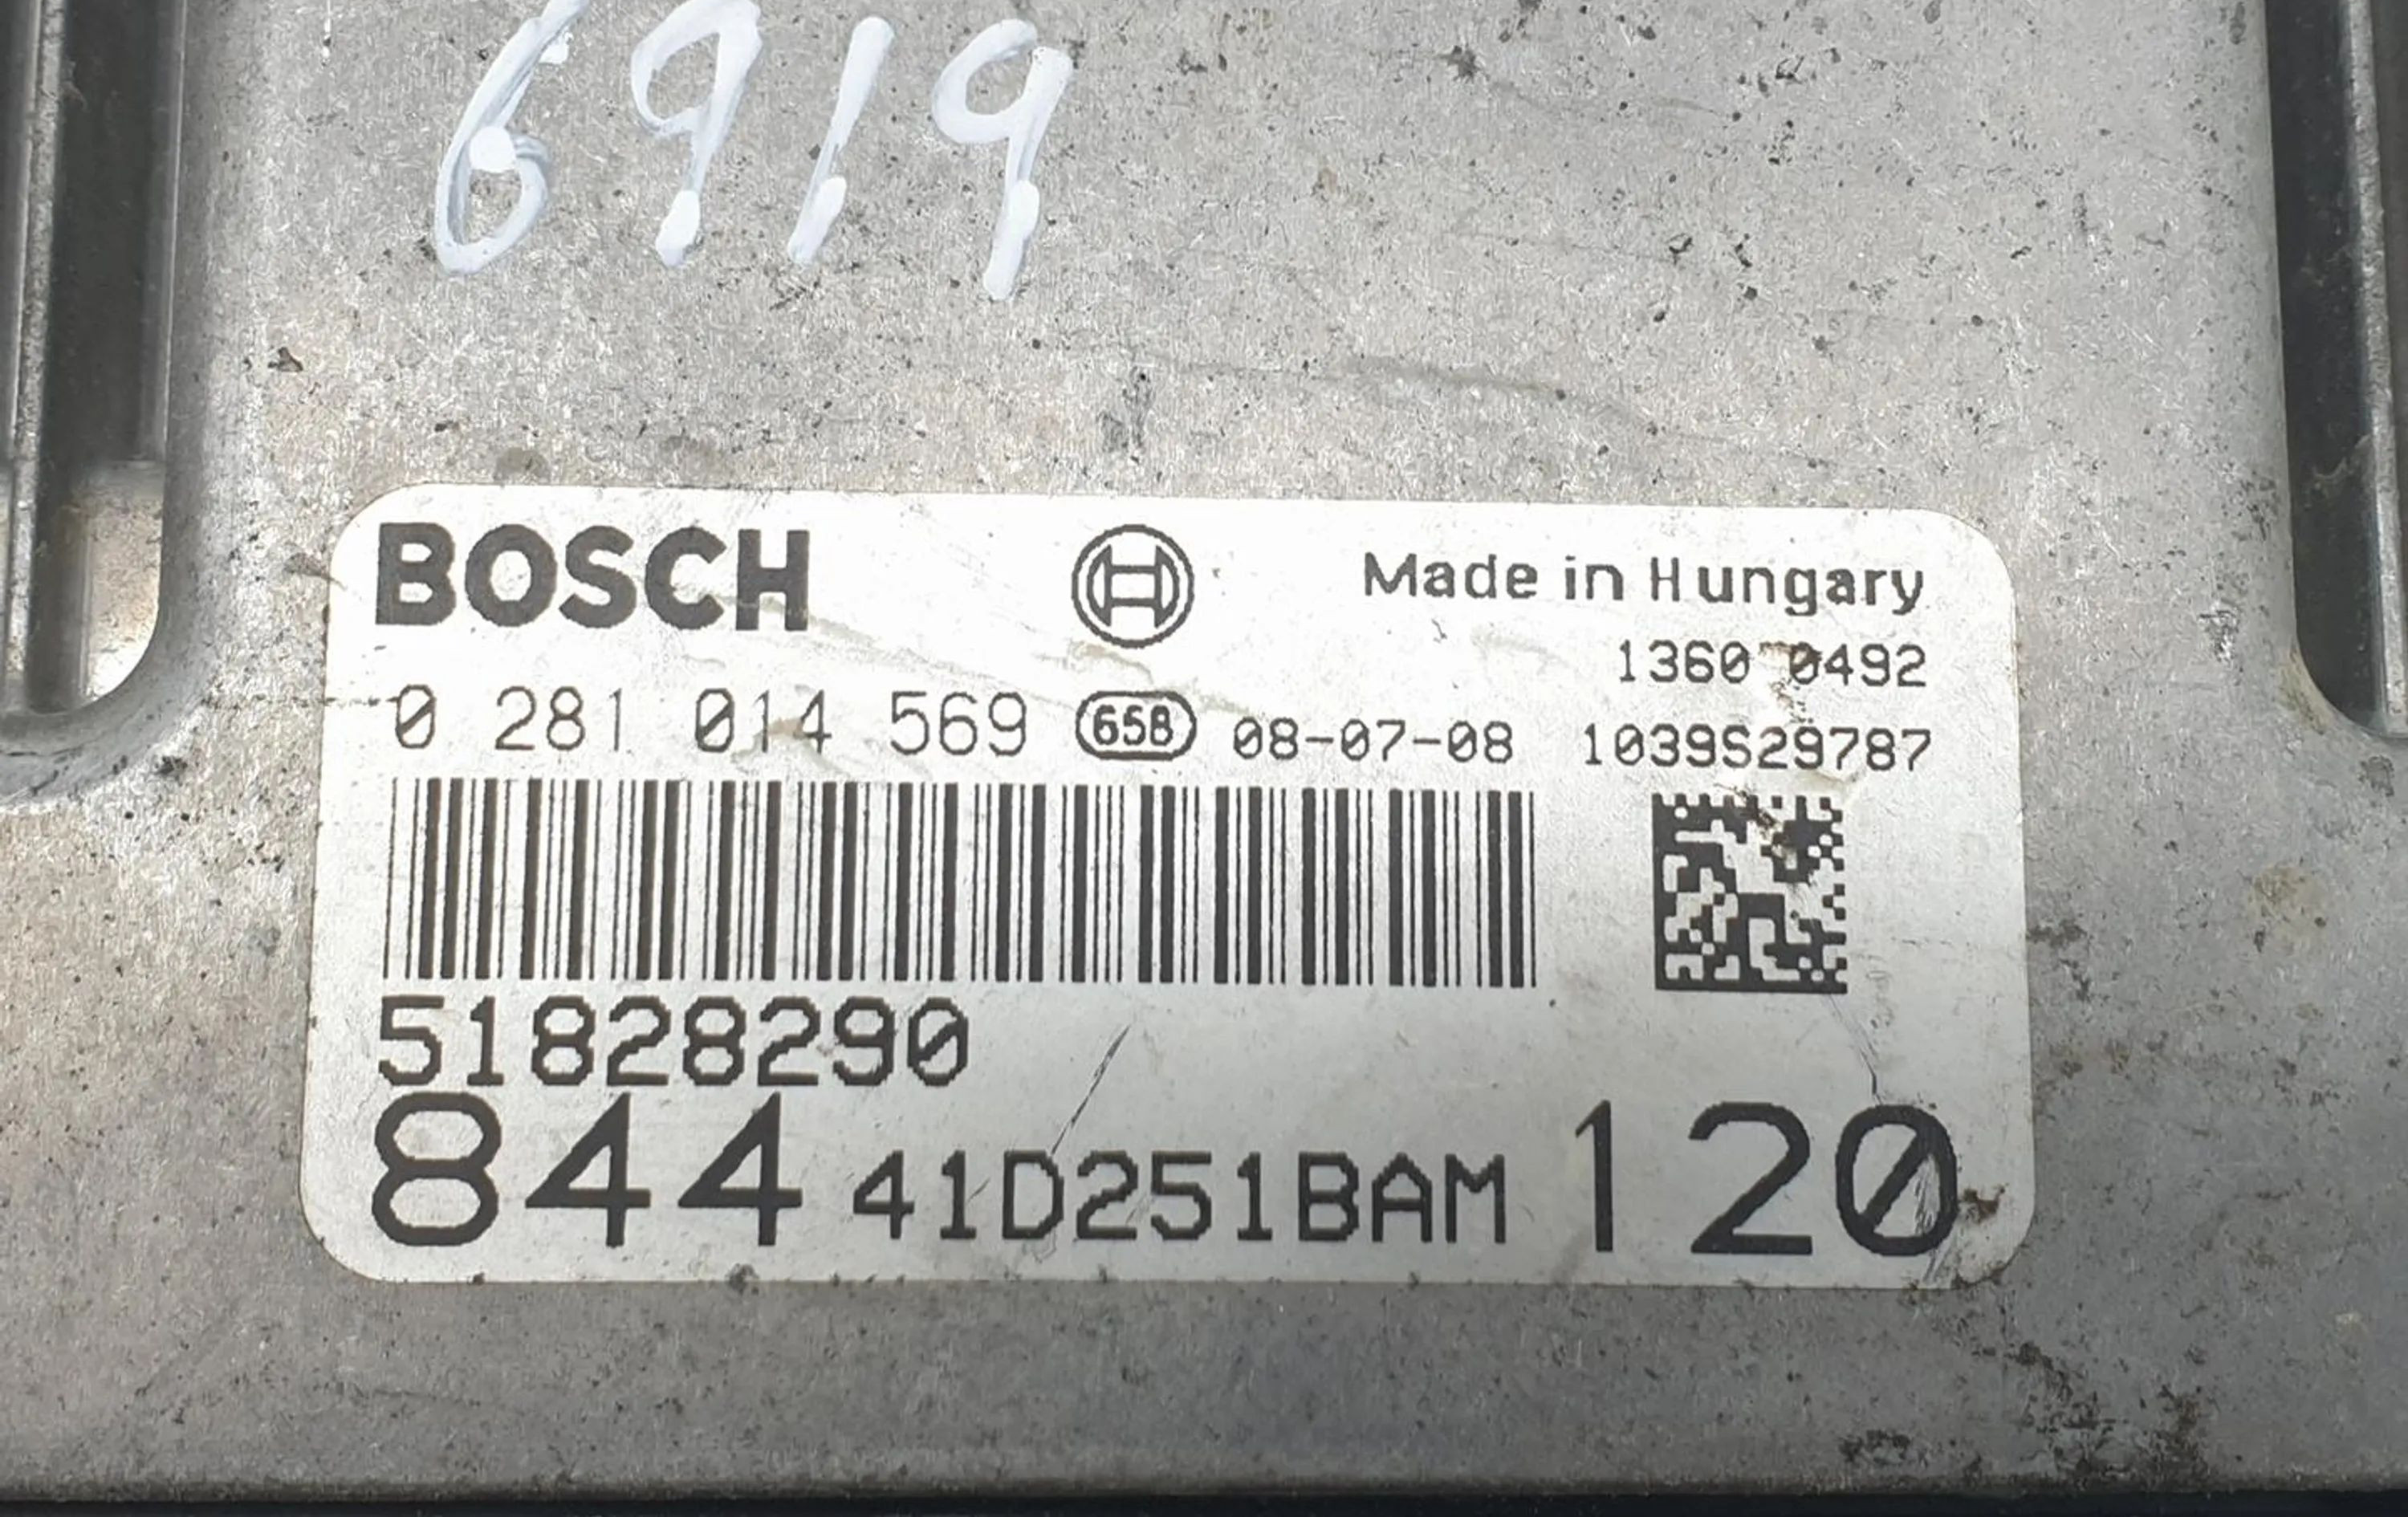 6919
BOSCH Made in Hungary
1360 0492
0 281 014 569 658 08-07-08 1039S29787
51828290
844 41D251BAM 120